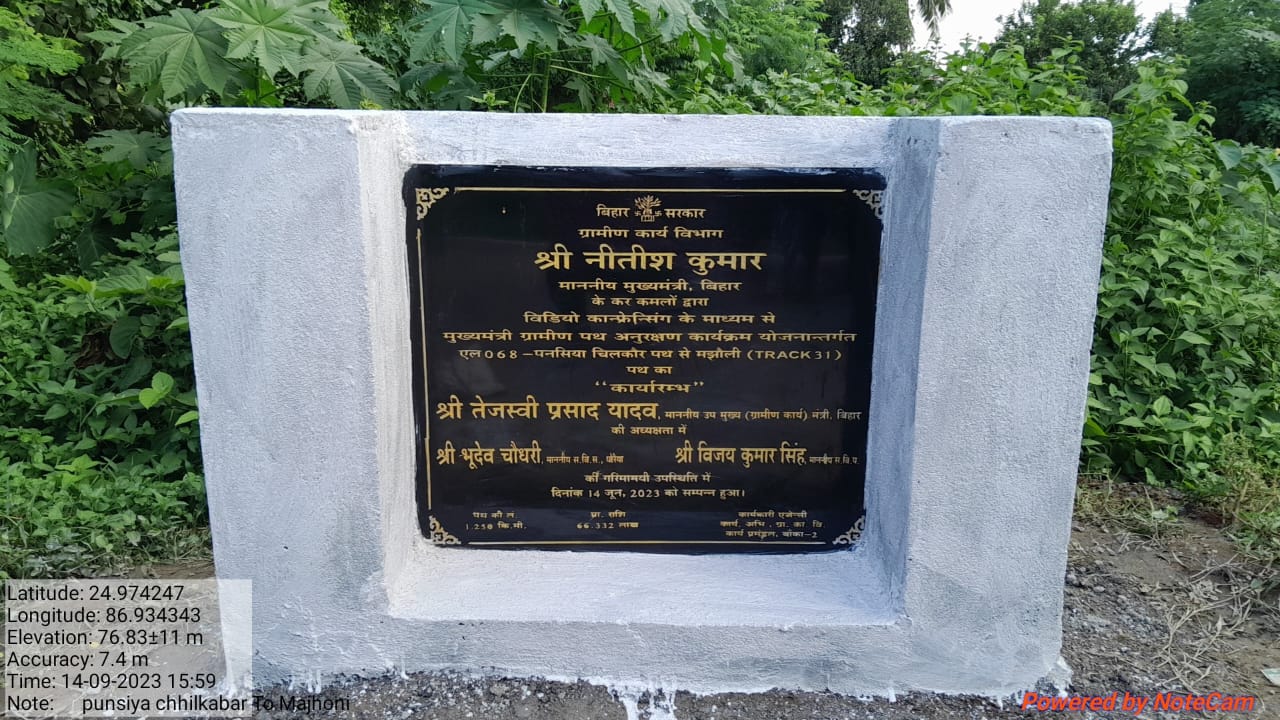 बिहार सरकार
ग्रामीण कार्य विभाग
श्री नीतीश कुमार
माननीय मुख्यमंत्री, बिहार
के कर कमलों द्वारा
विडियो कान्फ्रेन्सिंग के माध्यम से
मुख्यमंत्री ग्रामीण पथ अनुरक्षण कार्यक्रम योजनान्तर्गत
एल068-पनसिया चिलकौर पथ से मझौली (TRACK31)
पथ का
“कार्यारम्भ”
श्री तेजस्वी प्रसाद यादव, माननीय उप मुख्य (ग्रामीण कार्य) मंत्री, बिहार
की अध्यक्षता में
श्री भूदेव चौधरी, माननीय स.वि.स., धोरैया श्री विजय कुमार सिंह, माननीय स.वि.प.
की गरिमामयी उपस्थिति में
दिनांक 14 जून, 2023 को सम्पन्न हुआ।
पथ की लं. प्रा. राशि कार्यकारी एजेन्सी
1.250 कि.मी. 66.332 लाख कार्य. अभि., ग्रा. का. वि.
कार्य प्रमंडल, बांका-2
Latitude: 24.974247
Longitude: 86.934343
Elevation: 76.83±11 m
Accuracy: 7.4 m
Time: 14-09-2023 15:59
Note: punsiya chhilkabar To Majhoni
Powered by NoteCam